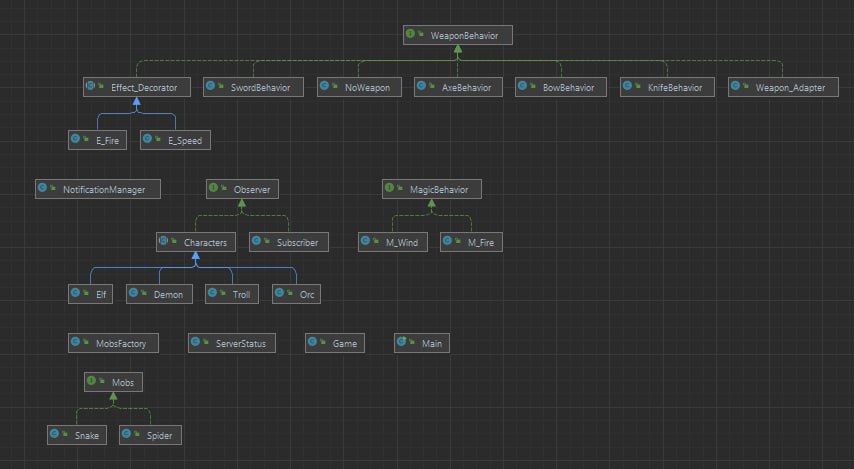 WeaponBehavior
Effect_Decorator SwordBehavior NoWeapon AxeBehavior BowBehavior KnifeBehavior Weapon_Adapter
E_Fire E_Speed
NotificationManager Observer MagicBehavior
Characters Subscriber M_Wind M_Fire
Elf Demon Troll Orc
MobsFactory ServerStatus Game Main
Mobs
Snake Spider